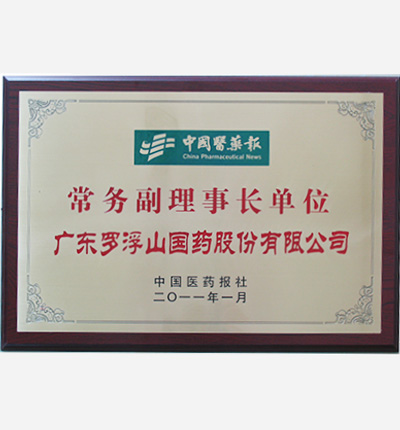 中國醫藥報
China Pharmaceutical News
常务副理事长单位
广东罗浮山国药股份有限公司
中国医药报社
二〇一一年一月